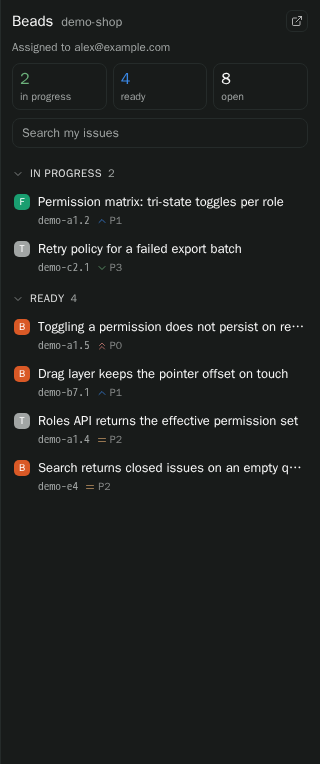 Beads demo-shop
Assigned to alex@example.com
2 4 8
in progress ready open
Search my issues
IN PROGRESS 2
F Permission matrix: tri-state toggles per role
demo-a1.2 P1
T Retry policy for a failed export batch
demo-c2.1 P3
READY 4
B Toggling a permission does not persist on re···
demo-a1.5 P0
B Drag layer keeps the pointer offset on touch
demo-b7.1 P1
T Roles API returns the effective permission set
demo-a1.4 P2
B Search returns closed issues on an empty q···
demo-e4 P2